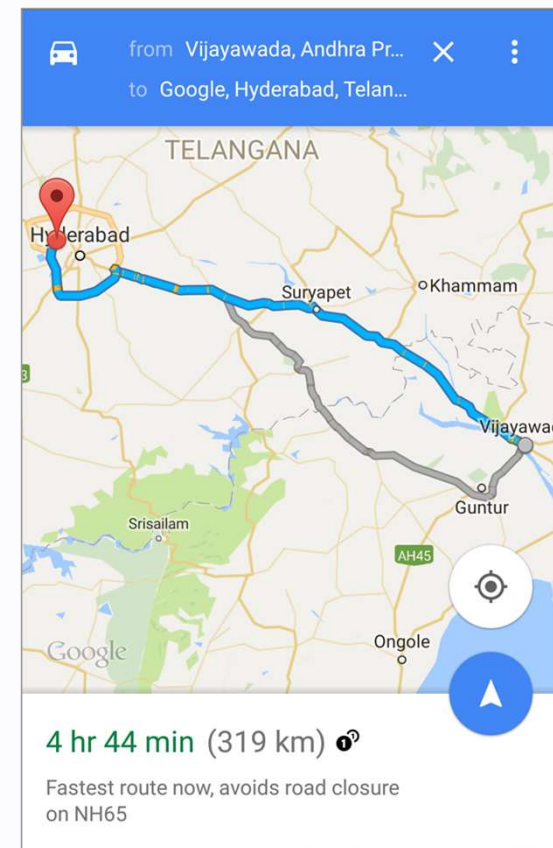 from Vijayawada, Andhra Pr...
to Google, Hyderabad, Telan...
TELANGANA
Hyderabad
Suryapet
Khammam
3
Vijayawa
Guntur
Srisailam
AH45
Google
Ongole
4 hr 44 min (319 km)
Fastest route now, avoids road closure
on NH65